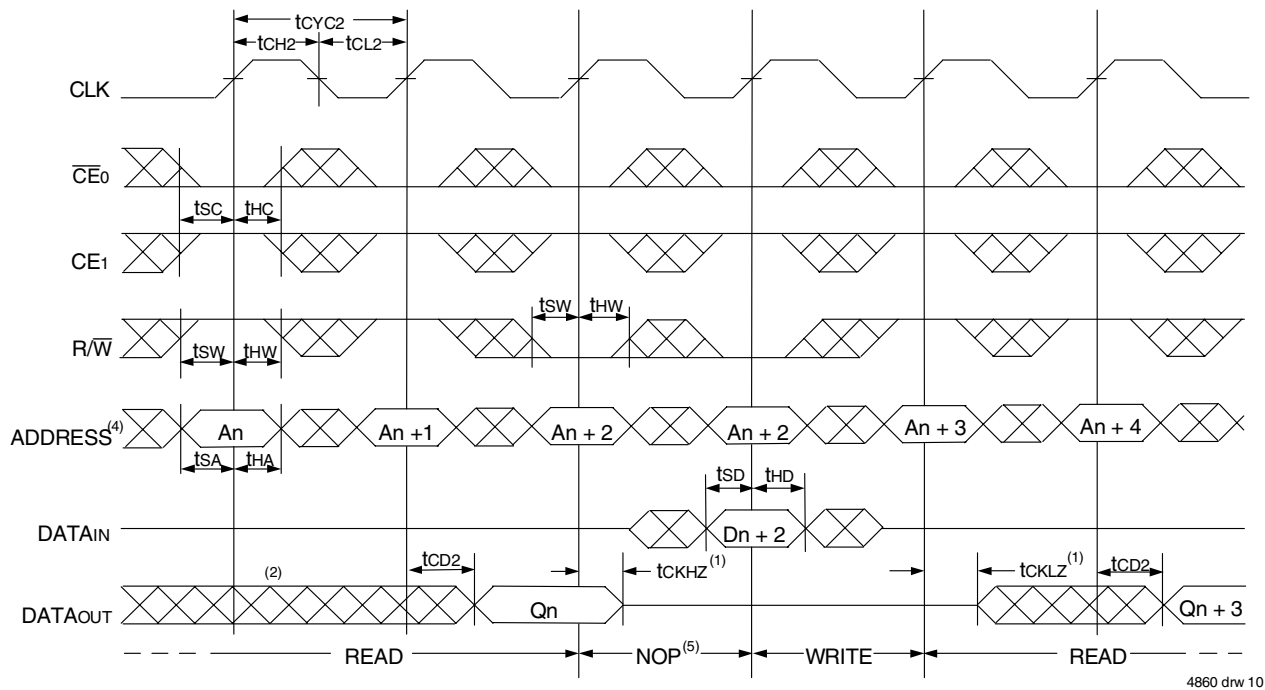 tCYC2
tCH2 tCL2
CLK
CE0
tSC tHC
CE1
tSW tHW
R/W
tSW tHW
ADDRESS(4) An An +1 An + 2 An + 2 An + 3 An + 4
tSA tHA
tSD tHD
DATAIN Dn + 2
tCD2 tCKHZ(1) tCKLZ(1) tCD2
(2)
DATAOUT Qn Qn + 3
READ NOP(5) WRITE READ
4860 drw 10